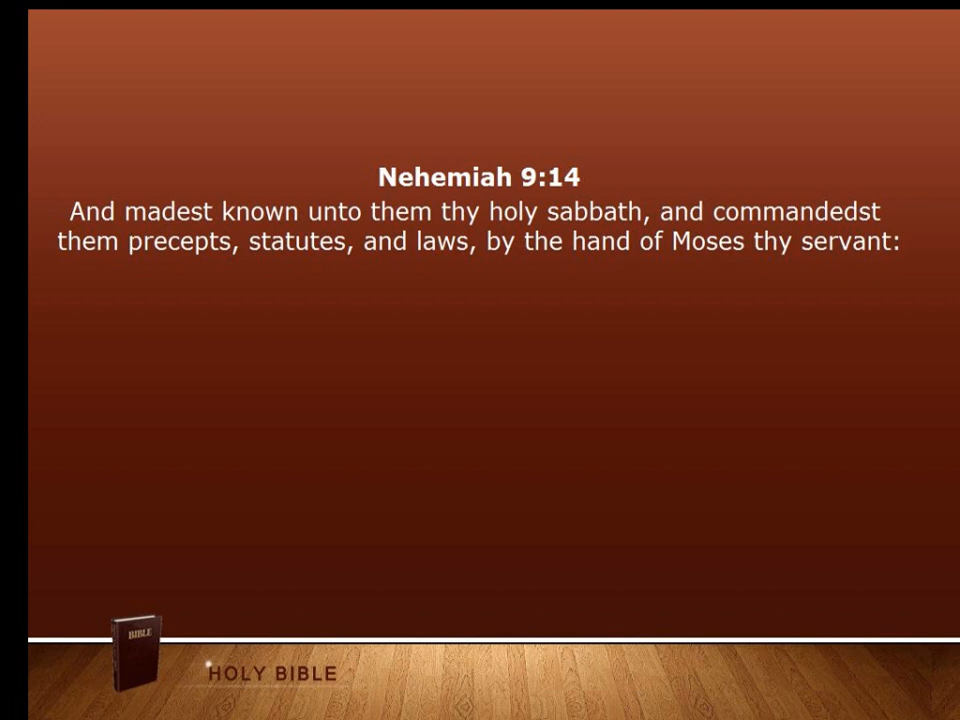 Nehemiah 9:14
And madest known unto them thy holy sabbath, and commandedst
them precepts, statutes, and laws, by the hand of Moses thy servant:
BIBLE
HOLY BIBLE